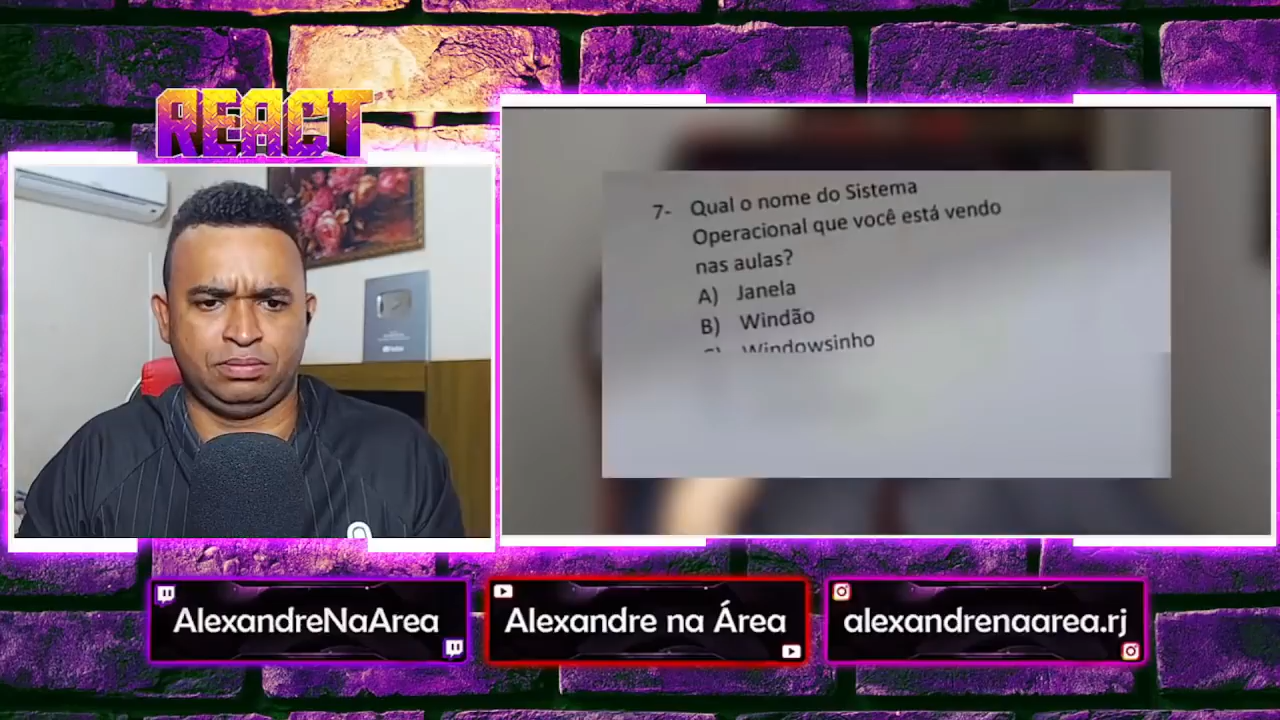 REACT
7- Qual o nome do Sistema
Operacional que você está vendo
nas aulas?
A) Janela
B) Windão
C) Windowsinho
AlexandreNaArea
Alexandre na Área
alexandrenaarea.rj